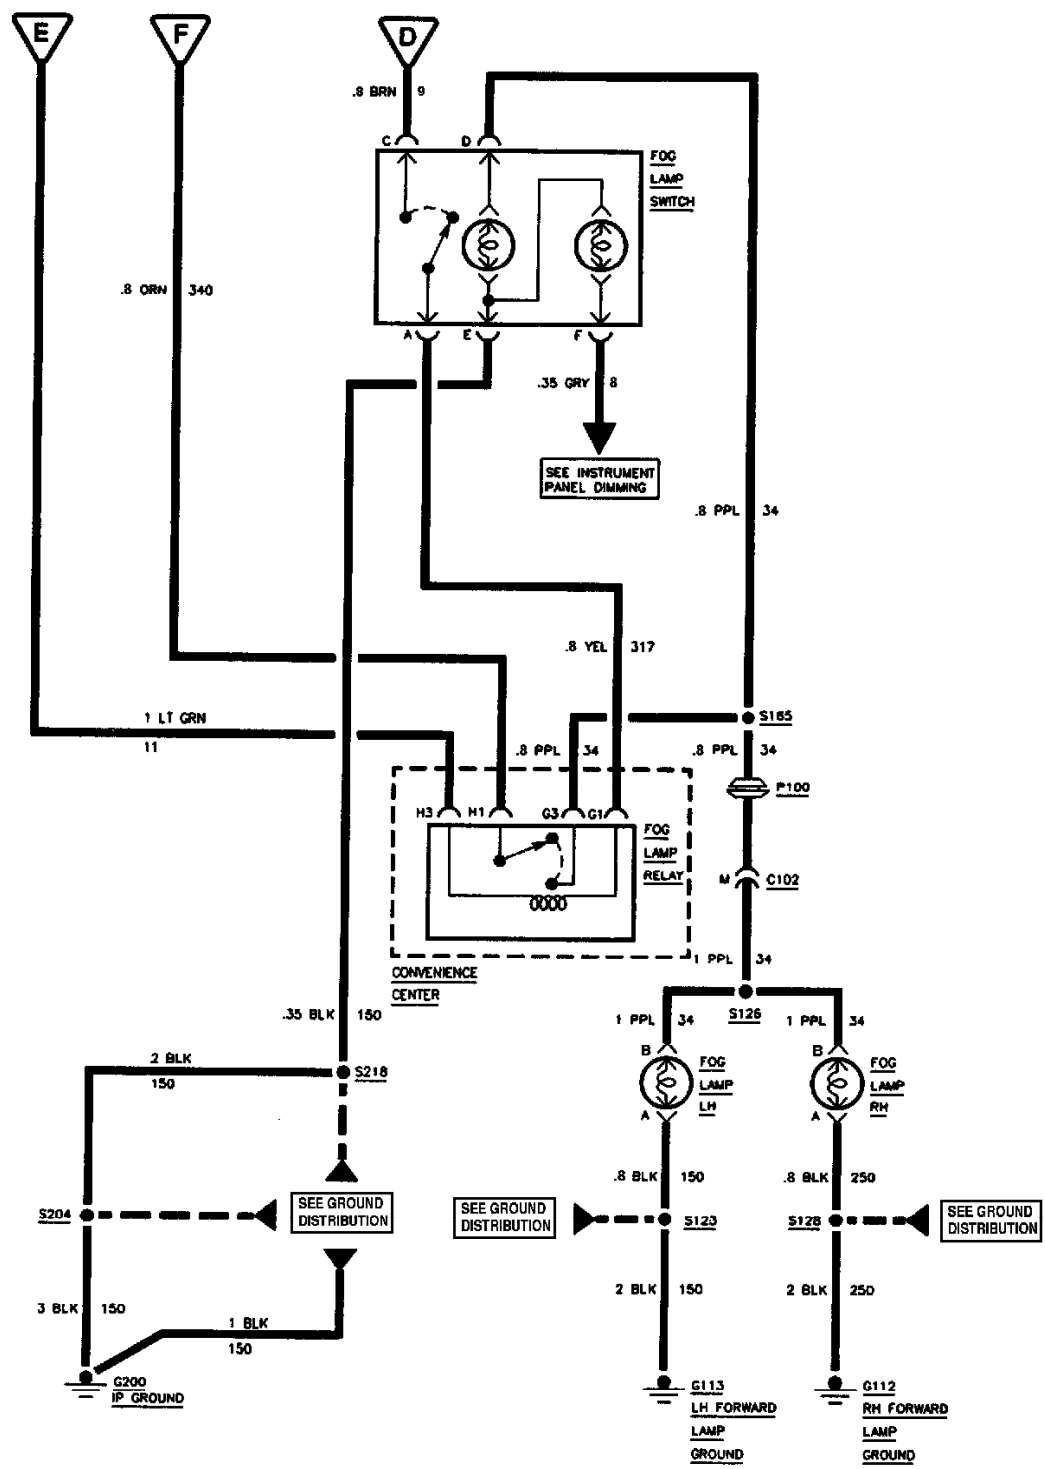 E
F
D
.8 BRN 9
C
D
FOG
LAMP
SWITCH
.8 ORN 340
A
E
F
.35 GRY 8
SEE INSTRUMENT
PANEL DIMMING
.8 PPL 34
.8 YEL 317
1 LT GRN
11
S165
.8 PPL 34
.8 PPL 34
P100
H3
H1
G3
G1
FOG
LAMP
RELAY
M
C102
CONVENIENCE
CENTER
1 PPL 34
S126
.35 BLK 150
1 PPL 34
1 PPL 34
B
FOG
LAMP
LH
A
B
FOG
LAMP
RH
A
2 BLK
150
S218
.8 BLK 150
.8 BLK 250
S204
SEE GROUND
DISTRIBUTION
SEE GROUND
DISTRIBUTION
S123
S128
SEE GROUND
DISTRIBUTION
3 BLK 150
1 BLK
150
2 BLK 150
2 BLK 250
G200
IP GROUND
G113
LH FORWARD
LAMP
GROUND
G112
RH FORWARD
LAMP
GROUND